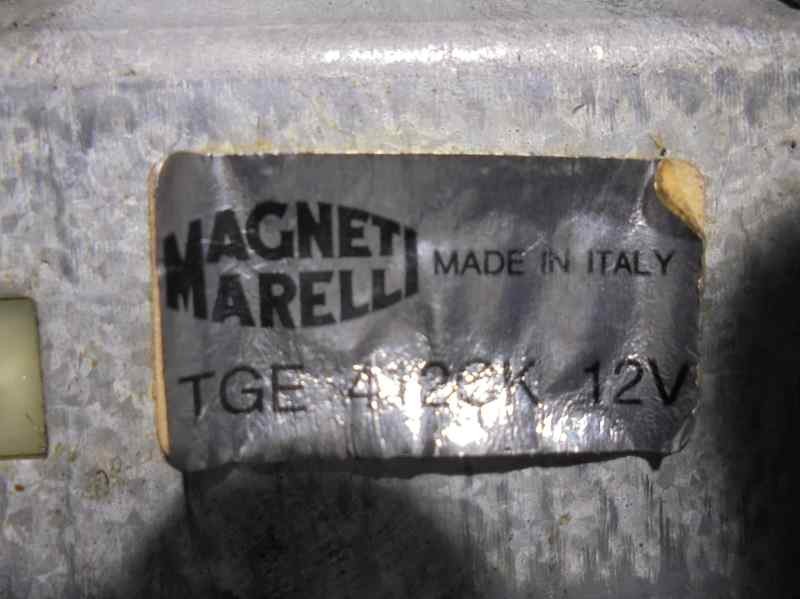 MAGNETI
MARELLI
MADE IN ITALY
TGE 12V